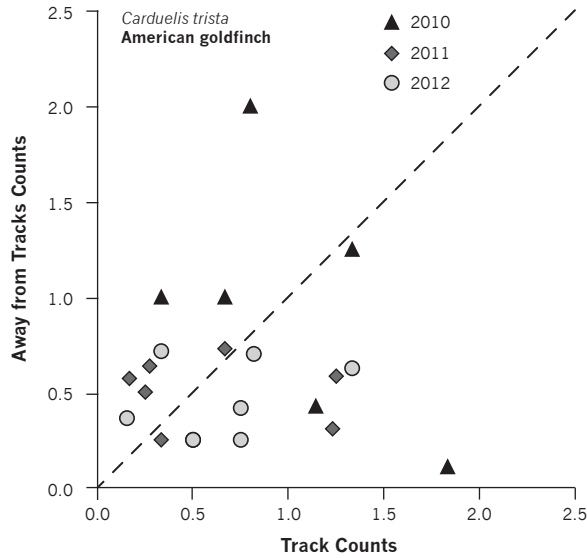 Carduelis trista
American goldfinch
2010
2011
2012
Away from Tracks Counts
2.5
2.0
1.5
1.0
0.5
0.0
0.0 0.5 1.0 1.5 2.0 2.5
Track Counts